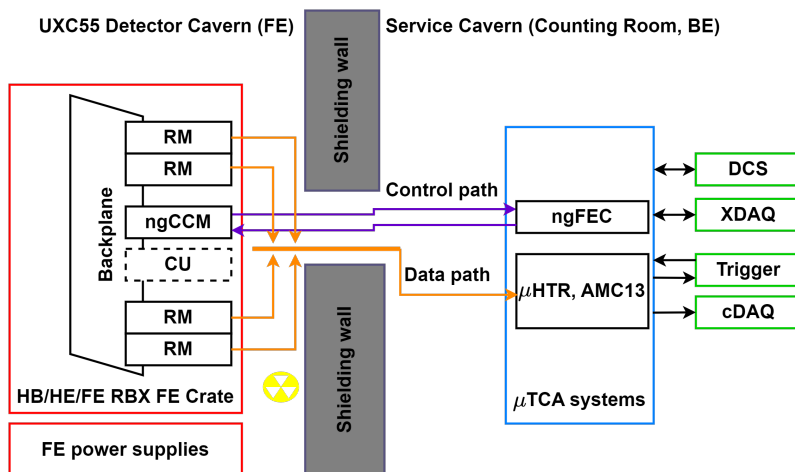 UXC55 Detector Cavern (FE)
Service Cavern (Counting Room, BE)
Shielding wall
Backplane
RM
RM
ngCCM
CU
RM
RM
HB/HE/FE RBX FE Crate
FE power supplies
Control path
Data path
Shielding wall
ngFEC
μHTR, AMC13
μTCA systems
DCS
XDAQ
Trigger
cDAQ